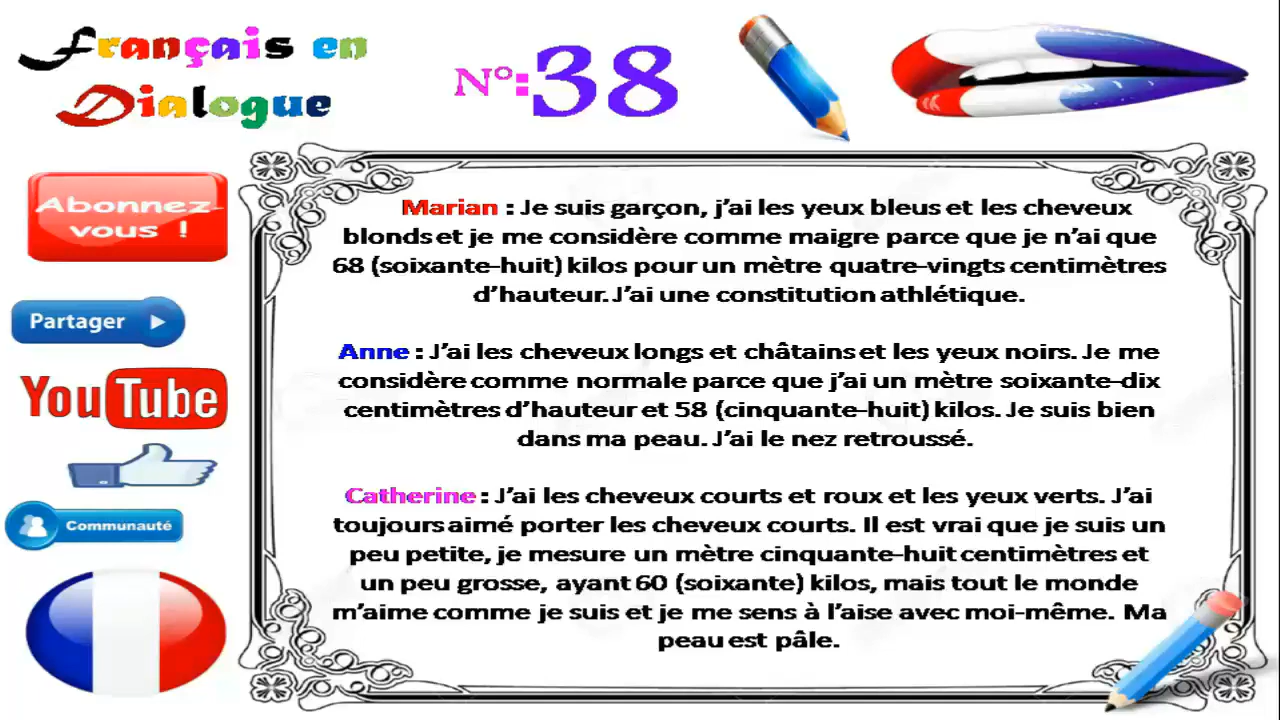 Français en
Dialogue
N°:38
Abonnez-
vous !
Partager
YouTube
Communauté
Marian : Je suis garçon, j’ai les yeux bleus et les cheveux
blonds et je me considère comme maigre parce que je n’ai que
68 (soixante-huit) kilos pour un mètre quatre-vingts centimètres
d’hauteur. J’ai une constitution athlétique.
Anne : J’ai les cheveux longs et châtains et les yeux noirs. Je me
considère comme normale parce que j’ai un mètre soixante-dix
centimètres d’hauteur et 58 (cinquante-huit) kilos. Je suis bien
dans ma peau. J’ai le nez retroussé.
Catherine : J’ai les cheveux courts et roux et les yeux verts. J’ai
toujours aimé porter les cheveux courts. Il est vrai que je suis un
peu petite, je mesure un mètre cinquante-huit centimètres et
un peu grosse, ayant 60 (soixante) kilos, mais tout le monde
m’aime comme je suis et je me sens à l’aise avec moi-même. Ma
peau est pâle.